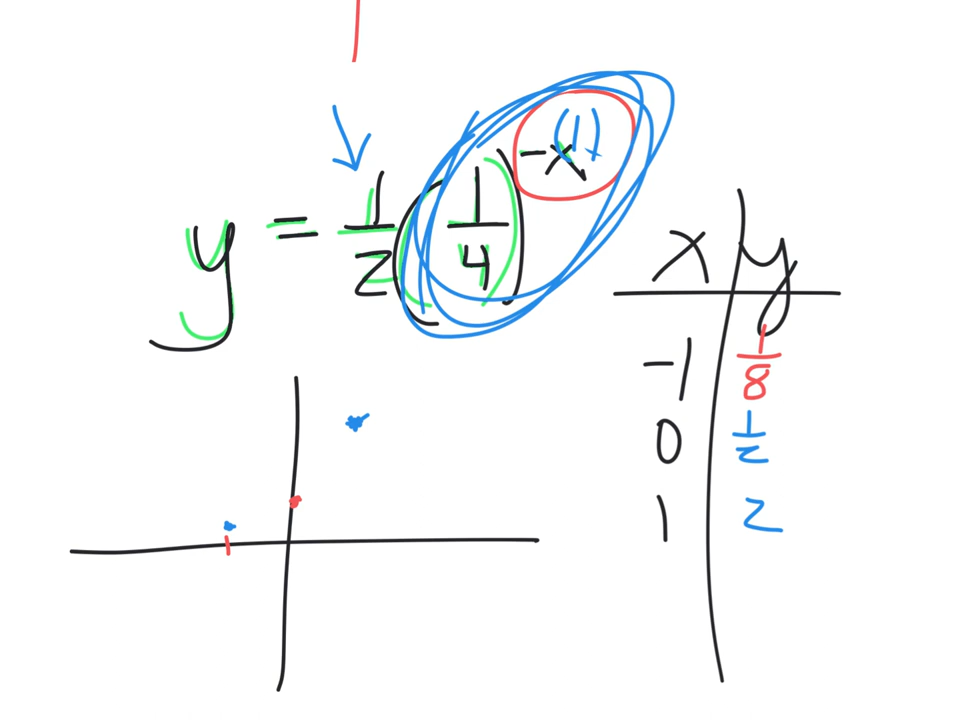 y = 1/2 (1/4)^-x (1)
x y
-1 1/8
0 1/2
1 2